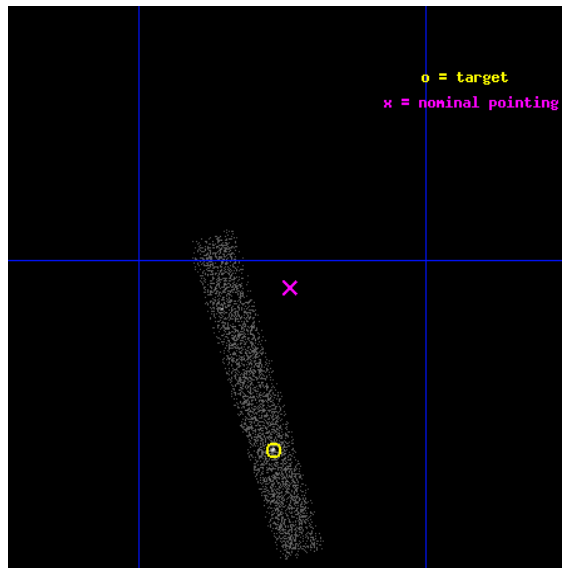 o = target
x = nominal pointing